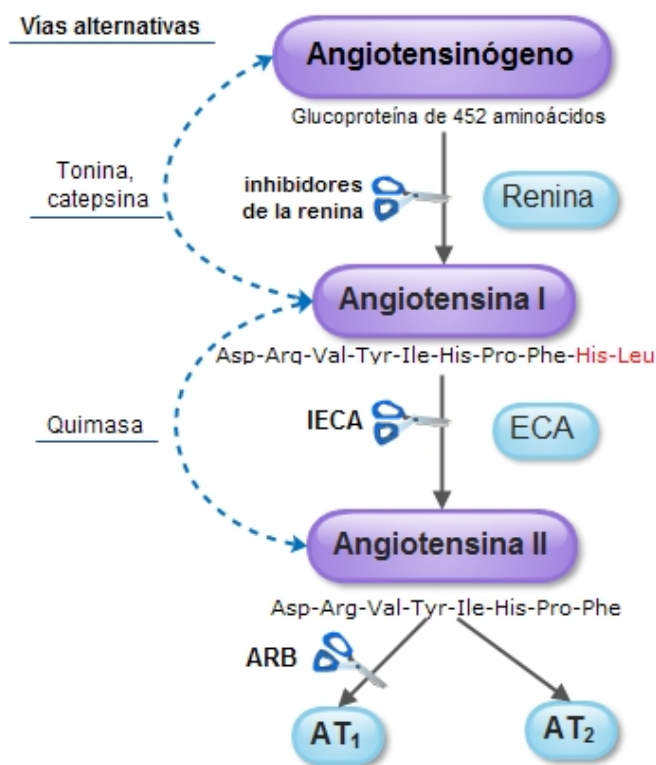 Vías alternativas
Angiotensinógeno
Glucoproteína de 452 aminoácidos
Tonina,
catepsina
inhibidores
de la renina
Renina
Angiotensina I
Asp-Arg-Val-Tyr-Ile-His-Pro-Phe-His-Leu
Quimasa
IECA
ECA
Angiotensina II
Asp-Arg-Val-Tyr-Ile-His-Pro-Phe
ARB
AT₁
AT₂